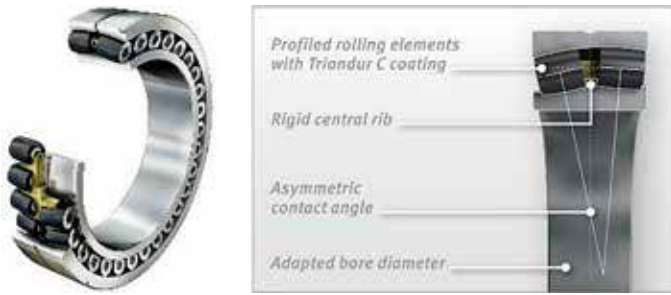 Profiled rolling elements
with Triondur C coating
Rigid central rib
Asymmetric
contact angle
Adapted bore diameter